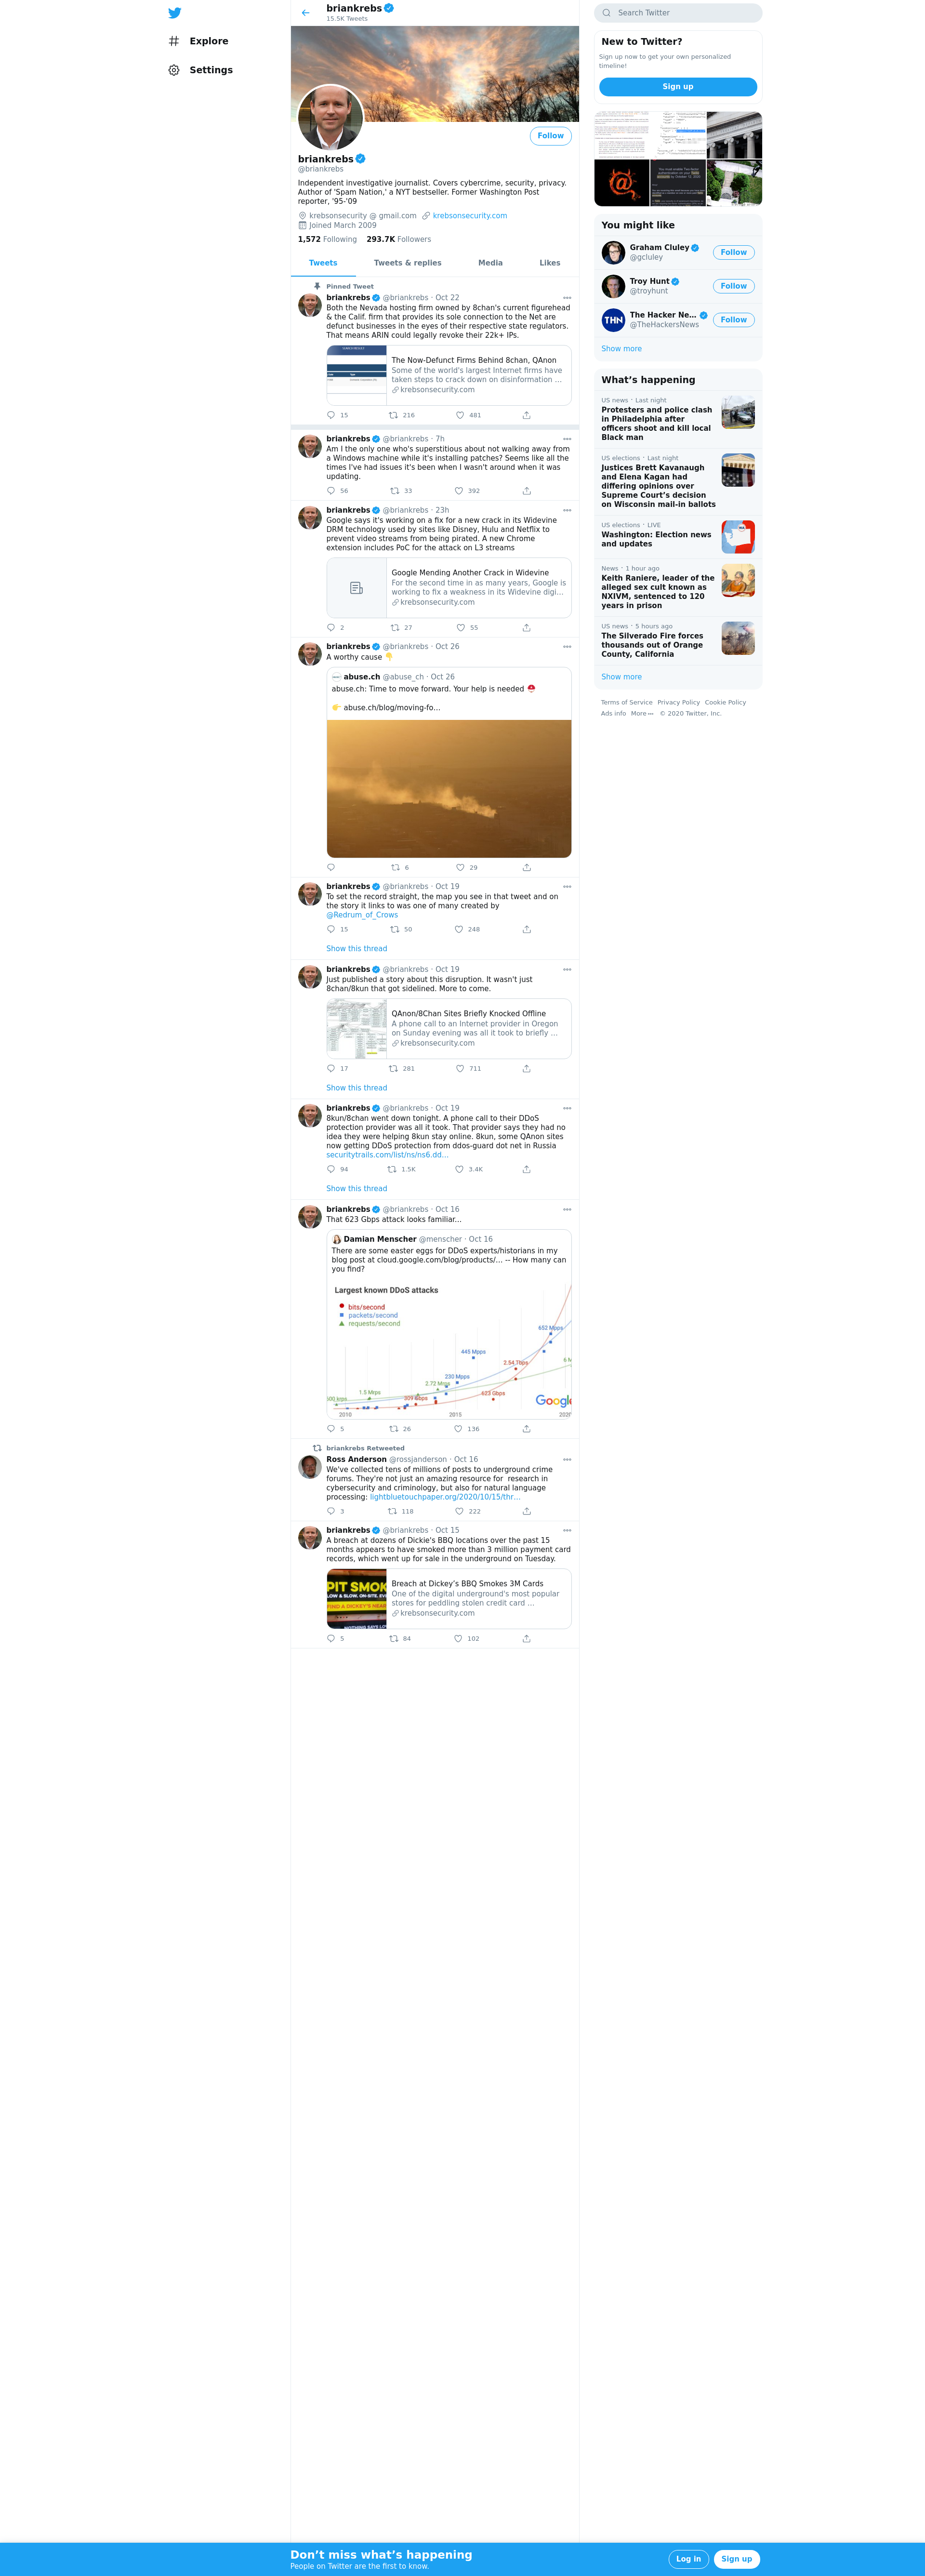 briankrebs
15.5K Tweets
Explore
Settings
Follow
briankrebs
@briankrebs
Independent investigative journalist. Covers cybercrime, security, privacy.
Author of 'Spam Nation,' a NYT bestseller. Former Washington Post
reporter, '95-'09
krebsonsecurity @ gmail.com krebsonsecurity.com
Joined March 2009
1,572 Following 293.7K Followers
Tweets Tweets & replies Media Likes
Pinned Tweet
briankrebs @briankrebs · Oct 22
Both the Nevada hosting firm owned by 8chan's current figurehead
& the Calif. firm that provides its sole connection to the Net are
defunct businesses in the eyes of their respective state regulators.
That means ARIN could legally revoke their 22k+ IPs.
The Now-Defunct Firms Behind 8chan, QAnon
Some of the world's largest Internet firms have
taken steps to crack down on disinformation ...
krebsonsecurity.com
15 216 481
briankrebs @briankrebs · 7h
Am I the only one who's superstitious about not walking away from
a Windows machine while it's installing patches? Seems like all the
times I've had issues it's been when I wasn't around when it was
updating.
56 33 392
briankrebs @briankrebs · 23h
Google says it's working on a fix for a new crack in its Widevine
DRM technology used by sites like Disney, Hulu and Netflix to
prevent video streams from being pirated. A new Chrome
extension includes PoC for the attack on L3 streams
Google Mending Another Crack in Widevine
For the second time in as many years, Google is
working to fix a weakness in its Widevine digi...
krebsonsecurity.com
2 27 55
briankrebs @briankrebs · Oct 26
A worthy cause 👇
abuse.ch @abuse_ch · Oct 26
abuse.ch: Time to move forward. Your help is needed ⛑
👉 abuse.ch/blog/moving-fo…
6 29
briankrebs @briankrebs · Oct 19
To set the record straight, the map you see in that tweet and on
the story it links to was one of many created by
@Redrum_of_Crows
15 50 248
Show this thread
briankrebs @briankrebs · Oct 19
Just published a story about this disruption. It wasn't just
8chan/8kun that got sidelined. More to come.
QAnon/8Chan Sites Briefly Knocked Offline
A phone call to an Internet provider in Oregon
on Sunday evening was all it took to briefly ...
krebsonsecurity.com
17 281 711
Show this thread
briankrebs @briankrebs · Oct 19
8kun/8chan went down tonight. A phone call to their DDoS
protection provider was all it took. That provider says they had no
idea they were helping 8kun stay online. 8kun, some QAnon sites
now getting DDoS protection from ddos-guard dot net in Russia
securitytrails.com/list/ns/ns6.dd…
94 1.5K 3.4K
Show this thread
briankrebs @briankrebs · Oct 16
That 623 Gbps attack looks familiar...
Damian Menscher @menscher · Oct 16
There are some easter eggs for DDoS experts/historians in my
blog post at cloud.google.com/blog/products/… -- How many can
you find?
Largest known DDoS attacks
bits/second
packets/second
requests/second
652 Mpps
445 Mpps
2.54 Tbps
6 M
230 Mpps
2.72 Mrps
1.5 Mrps
309 Gbps
623 Gbps
Google
2010 2015 202
5 26 136
briankrebs Retweeted
Ross Anderson @rossjanderson · Oct 16
We've collected tens of millions of posts to underground crime
forums. They're not just an amazing resource for research in
cybersecurity and criminology, but also for natural language
processing: lightbluetouchpaper.org/2020/10/15/thr…
3 118 222
briankrebs @briankrebs · Oct 15
A breach at dozens of Dickie's BBQ locations over the past 15
months appears to have smoked more than 3 million payment card
records, which went up for sale in the underground on Tuesday.
PIT SMOK
LOW & SLOW. ON-SITE. EV
FIND A DICKEY'S NEA
NOTHING SAYS LO
Breach at Dickey's BBQ Smokes 3M Cards
One of the digital underground's most popular
stores for peddling stolen credit card ...
krebsonsecurity.com
5 84 102
Search Twitter
New to Twitter?
Sign up now to get your own personalized
timeline!
Sign up
You might like
Graham Cluley
@gcluley
Follow
Troy Hunt
@troyhunt
Follow
THN
The Hacker Ne...
@TheHackersNews
Follow
Show more
What's happening
US news · Last night
Protesters and police clash
in Philadelphia after
officers shoot and kill local
Black man
US elections · Last night
Justices Brett Kavanaugh
and Elena Kagan had
differing opinions over
Supreme Court's decision
on Wisconsin mail-in ballots
US elections · LIVE
Washington: Election news
and updates
News · 1 hour ago
Keith Raniere, leader of the
alleged sex cult known as
NXIVM, sentenced to 120
years in prison
US news · 5 hours ago
The Silverado Fire forces
thousands out of Orange
County, California
Show more
Terms of Service Privacy Policy Cookie Policy
Ads info More ••• © 2020 Twitter, Inc.
Don't miss what's happening
People on Twitter are the first to know.
Log in Sign up